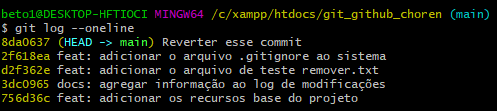 beto1@DESKTOP-HFTIOCI MINGW64 /c/xampp/htdocs/git_github_choren (main)
$ git log --oneline
8da0637 (HEAD -> main) Reverter esse commit
2f618ea feat: adicionar o arquivo .gitignore ao sistema
d2f362e feat: adicionar o arquivo de teste remover.txt
3dc0965 docs: agregar informação ao log de modificações
756d36c feat: adicionar os recursos base do projeto